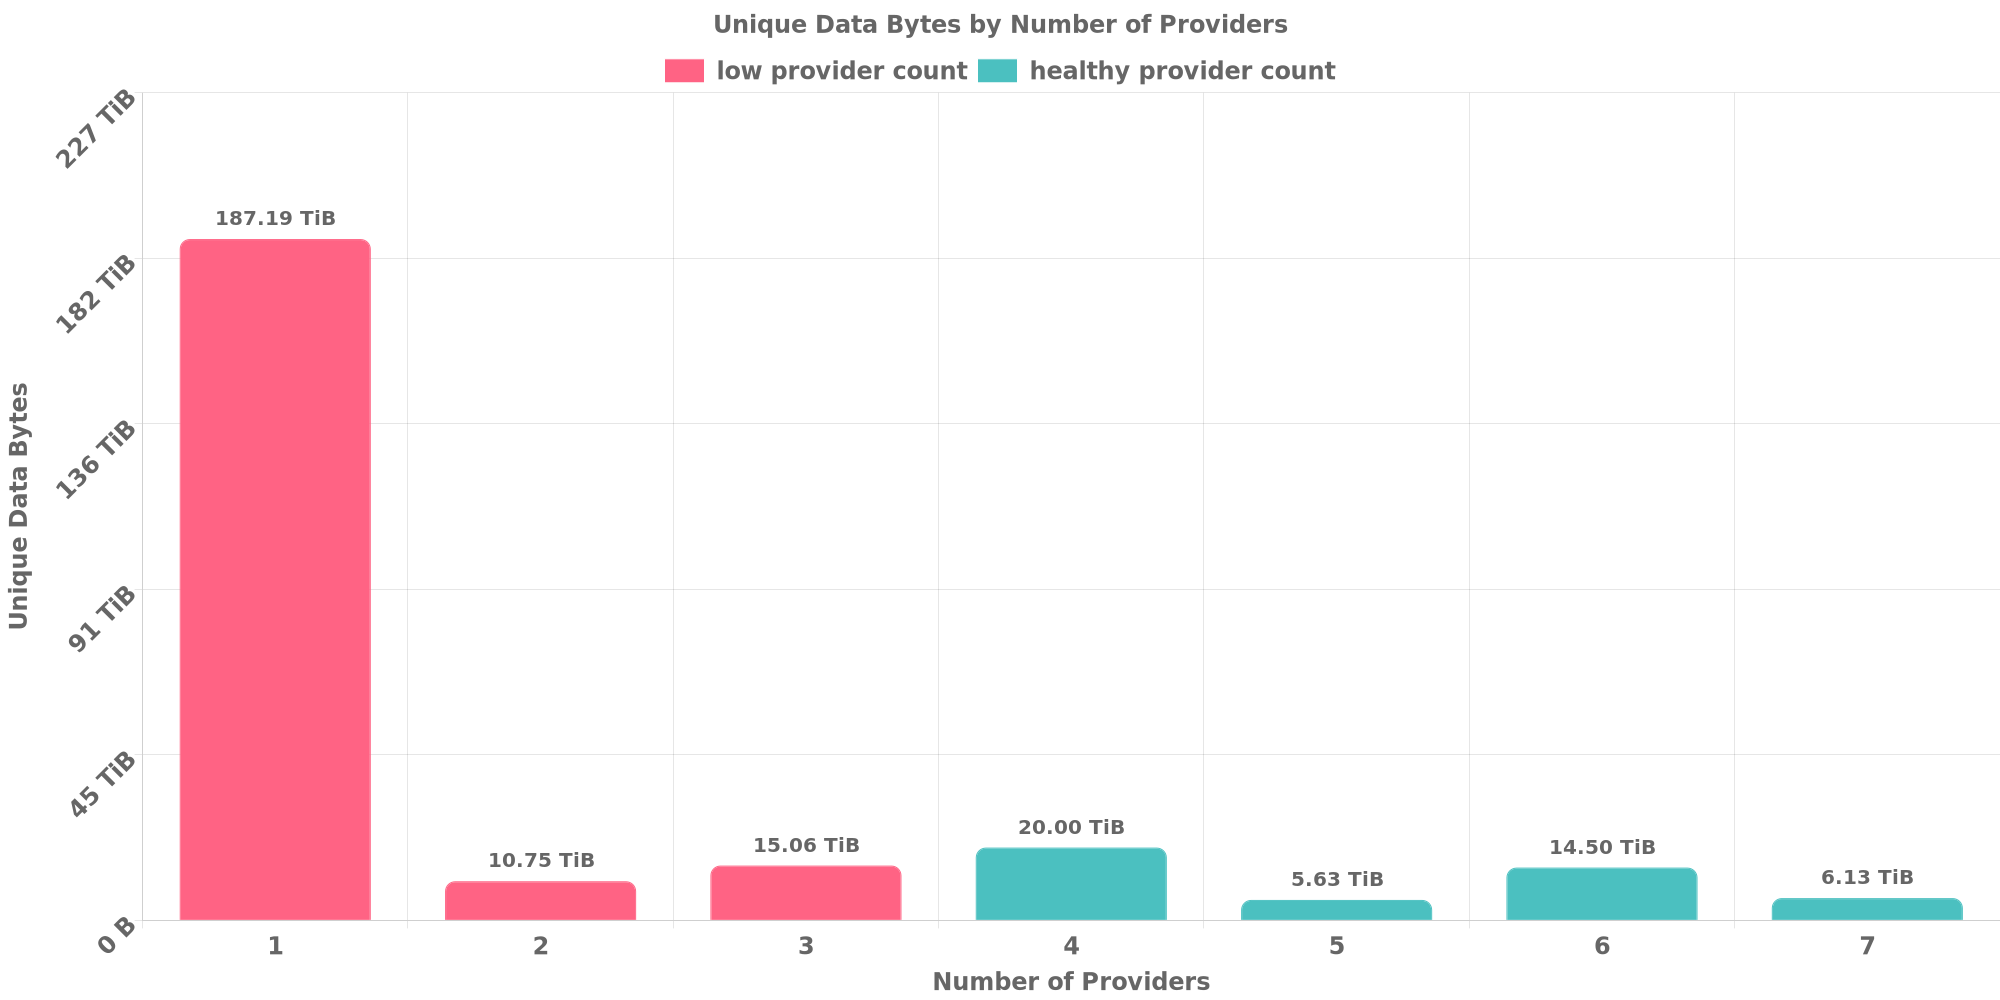 Unique Data Bytes by Number of Providers
low provider count healthy provider count
227 TiB
182 TiB
136 TiB
91 TiB
45 TiB
0 B
Unique Data Bytes
187.19 TiB
10.75 TiB
15.06 TiB
20.00 TiB
5.63 TiB
14.50 TiB
6.13 TiB
1 2 3 4 5 6 7
Number of Providers